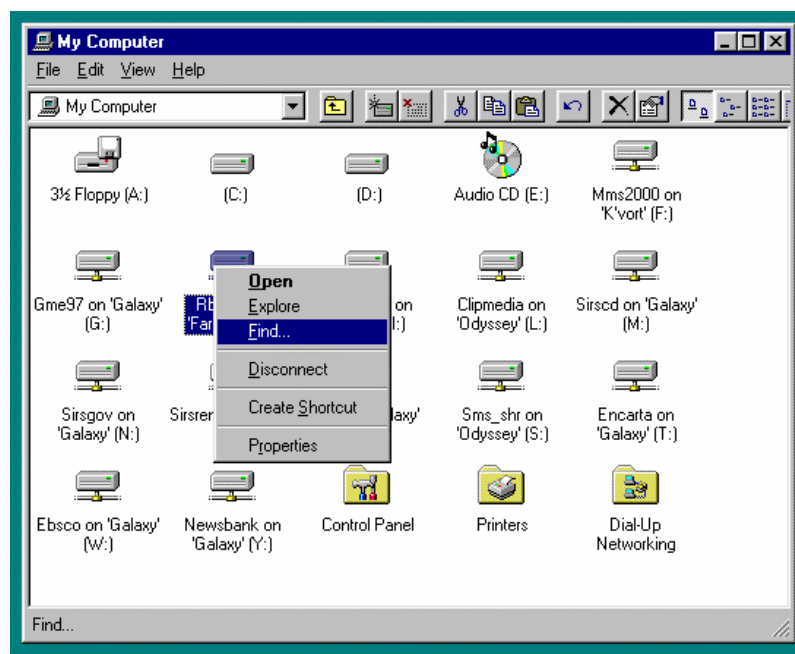 My Computer
File Edit View Help
My Computer
3½ Floppy (A:) (C:) (D:) Audio CD (E:) Mms2000 on
'K'vort' (F:)
Gme97 on 'Galaxy'
(G:)
on
Clipmedia on
'Odyssey' (L:)
Sirscd on 'Galaxy'
(M:)
Open
Explore
Find...
Disconnect
Create Shortcut
Properties
Sirsgov on
'Galaxy' (N:)
Sms_shr on
'Odyssey' (S:)
Encarta on
'Galaxy' (T:)
Ebsco on 'Galaxy'
(W:)
Newsbank on
'Galaxy' (Y:)
Control Panel Printers Dial-Up
Networking
Find...